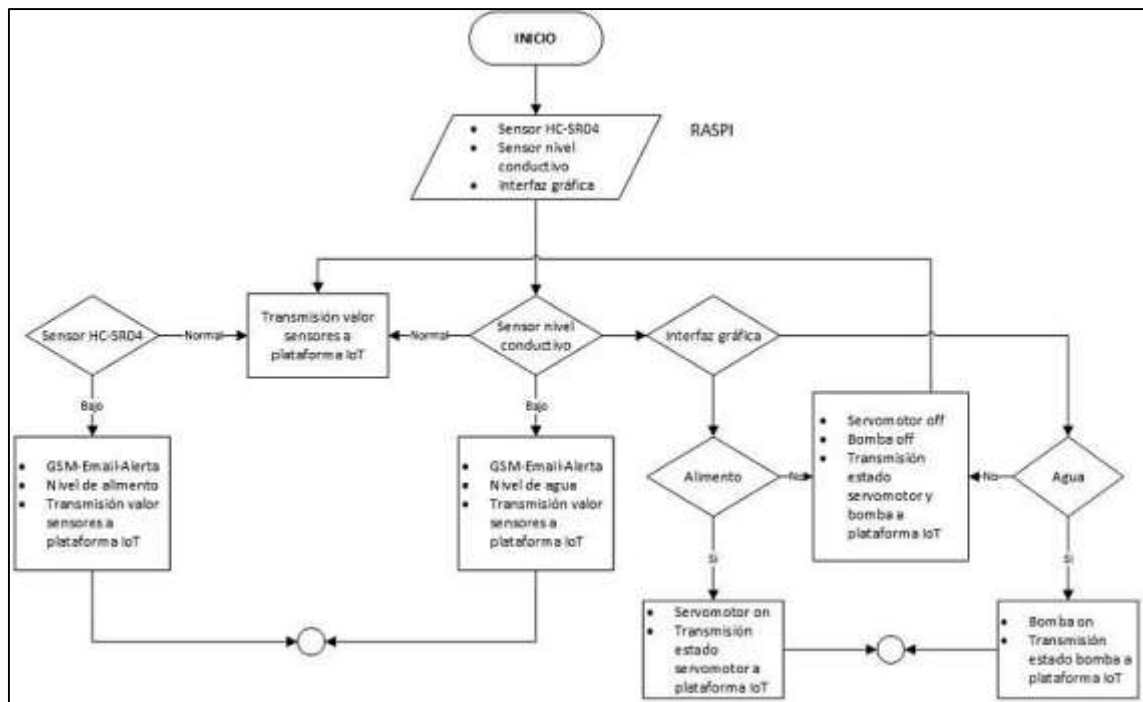 INICIO
• Sensor HC-SR04
• Sensor nivel
conductivo
• Interfaz gráfica
RASPI
Sensor HC-SR04
Normal
Transmisión valor
sensores a
plataforma IoT
Normal
Sensor nivel
conductivo
Interfaz gráfica
Bajo
Bajo
• GSM-Email-Alerta
• Nivel de alimento
• Transmisión valor
sensores a
plataforma IoT
• GSM-Email-Alerta
• Nivel de agua
• Transmisión valor
sensores a
plataforma IoT
Alimento
No
• Servomotor off
• Bomba off
• Transmisión
estado
servomotor y
bomba a
plataforma IoT
No
Agua
Si
Si
• Servomotor on
• Transmisión
estado
servomotor a
plataforma IoT
• Bomba on
• Transmisión
estado bomba a
plataforma IoT